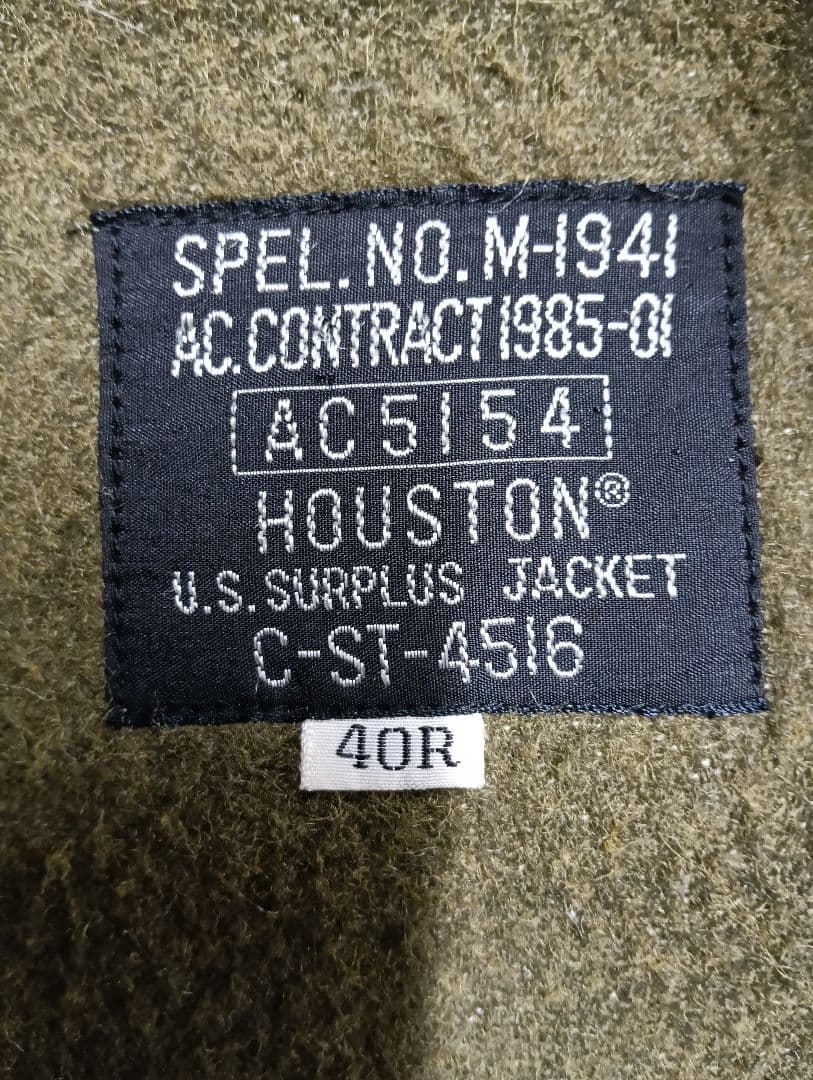 SPEL. NO. M-1941
AC. CONTRACT 1985-01
AC5154
HOUSTON®
U.S. SURPLUS JACKET
C-ST-4516
40R